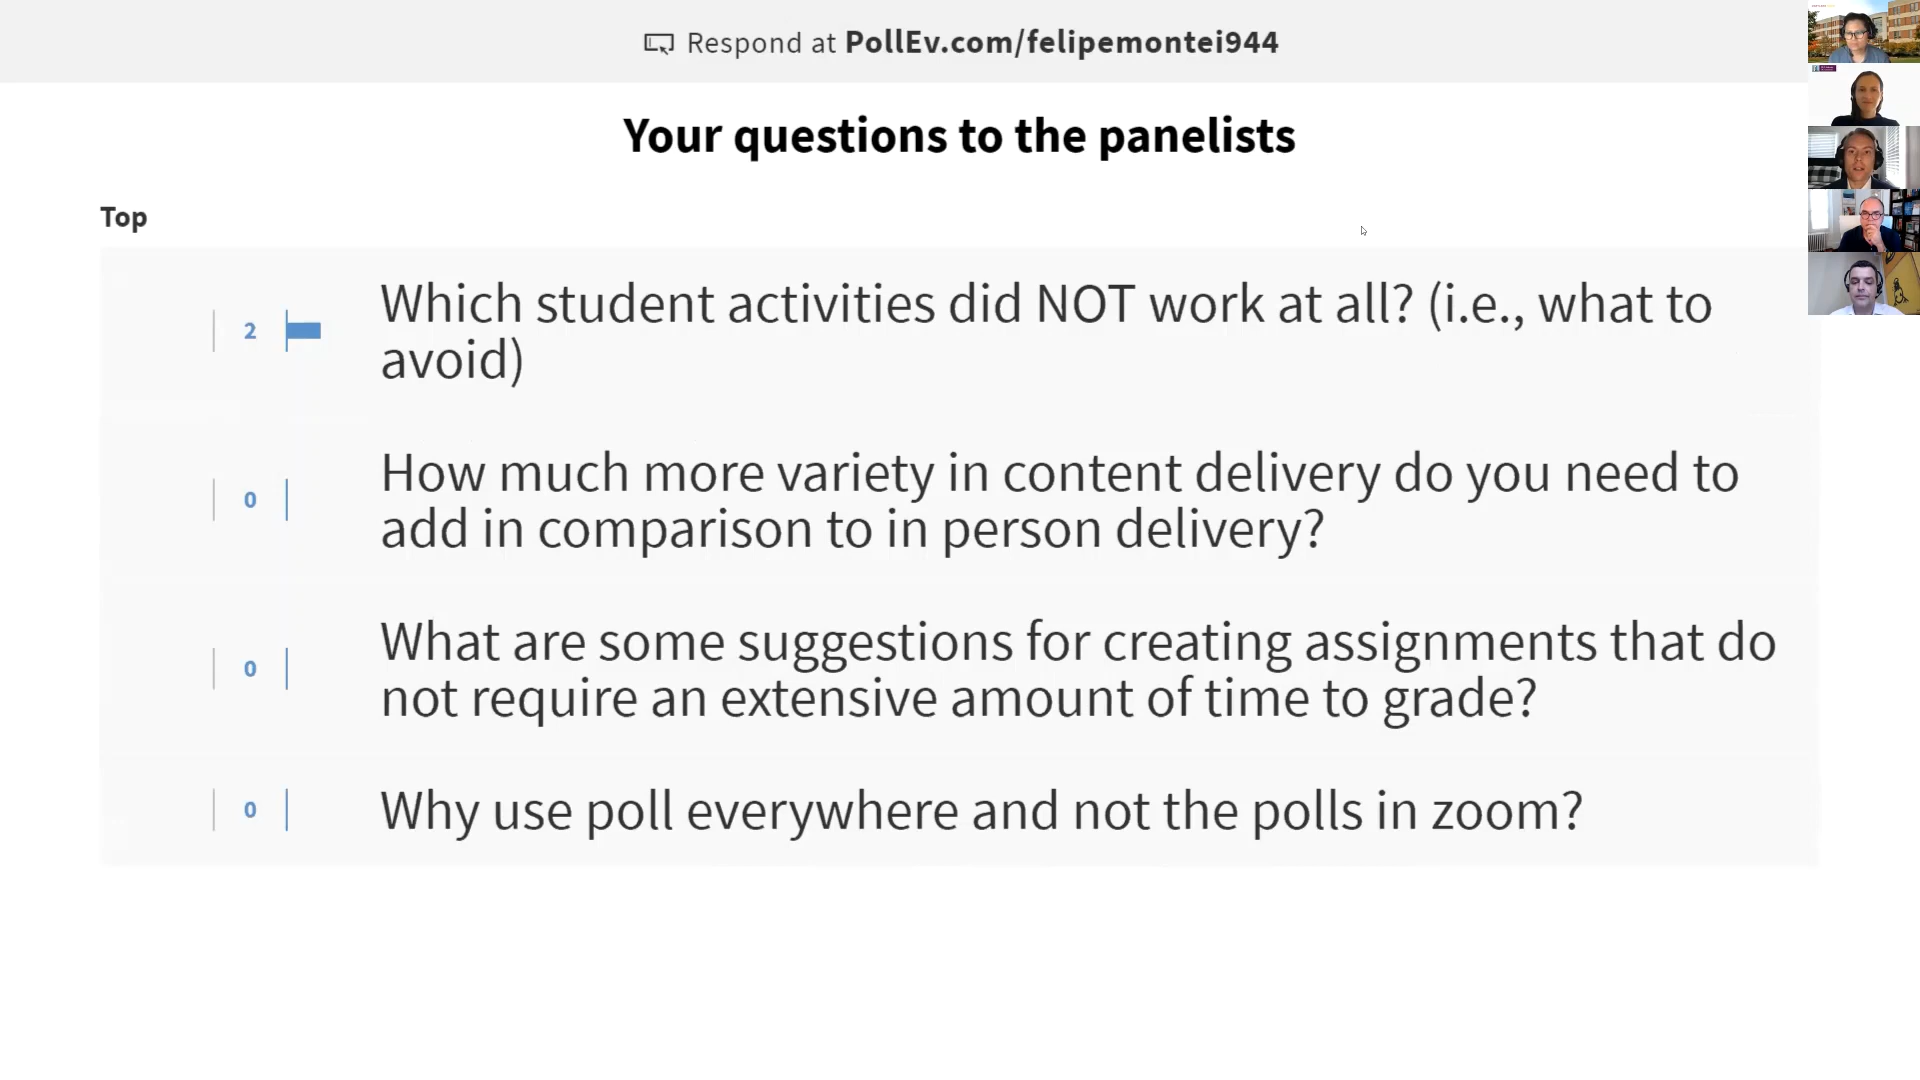 Respond at PollEv.com/felipemontei944
Your questions to the panelists
Top
2
Which student activities did NOT work at all? (i.e., what to
avoid)
0
How much more variety in content delivery do you need to
add in comparison to in person delivery?
0
What are some suggestions for creating assignments that do
not require an extensive amount of time to grade?
0
Why use poll everywhere and not the polls in zoom?